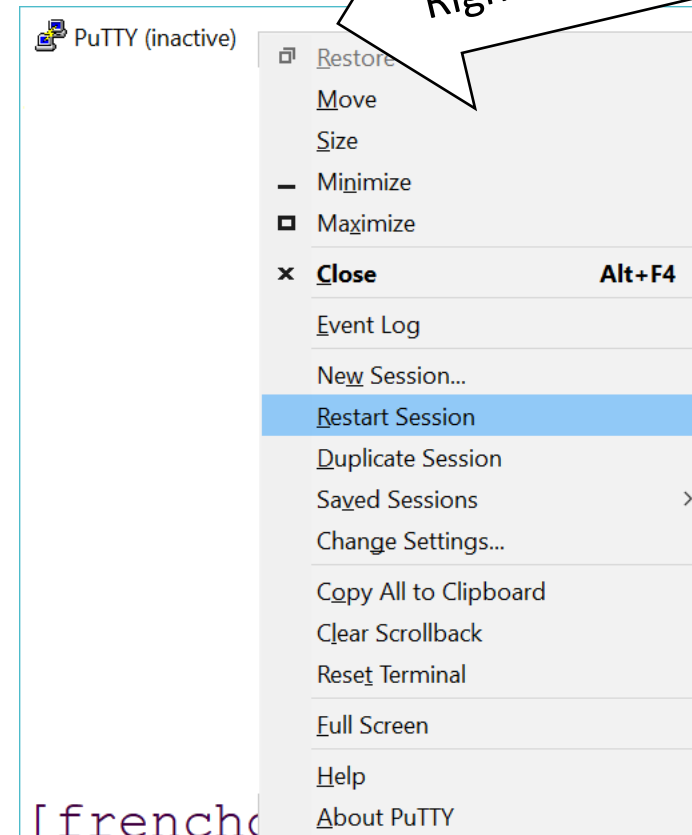 Right
PuTTY (inactive)
Restore
Move
Size
Minimize
Maximize
Close Alt+F4
Event Log
New Session...
Restart Session
Duplicate Session
Saved Sessions
Change Settings...
Copy All to Clipboard
Clear Scrollback
Reset Terminal
Full Screen
Help
About PuTTY